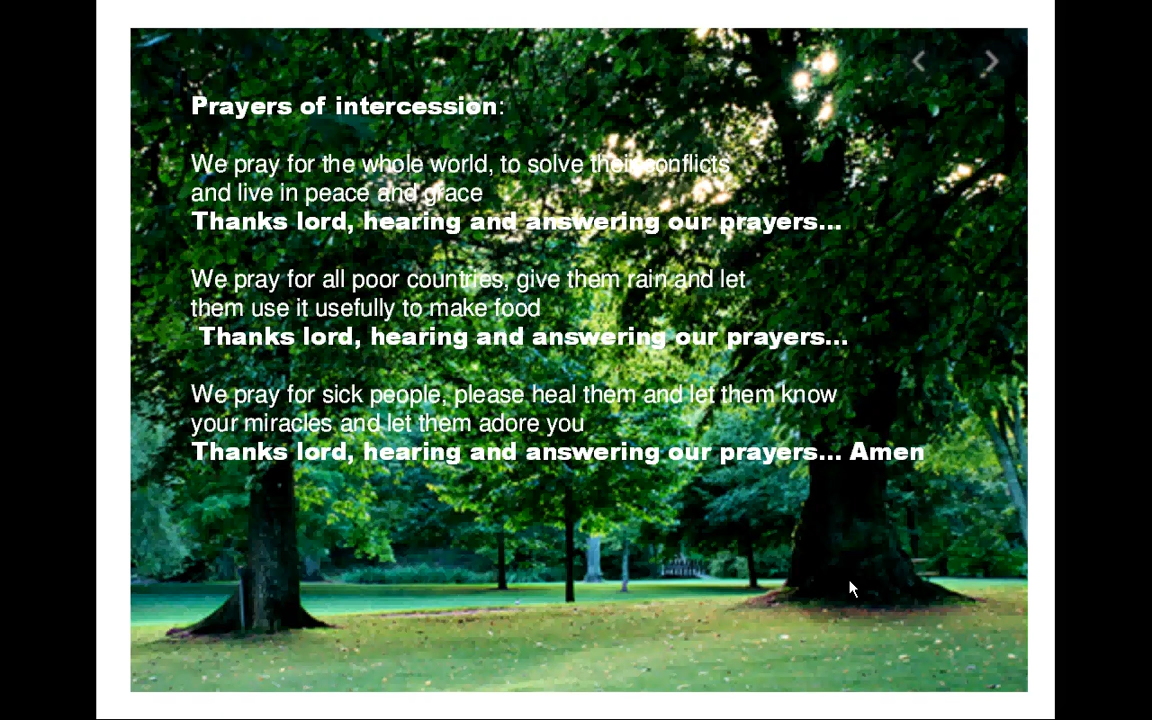 Prayers of intercession:
We pray for the whole world, to solve their conflicts
and live in peace and grace
Thanks lord, hearing and answering our prayers...
We pray for all poor countries, give them rain and let
them use it usefully to make food
Thanks lord, hearing and answering our prayers...
We pray for sick people, please heal them and let them know
your miracles and let them adore you
Thanks lord, hearing and answering our prayers... Amen